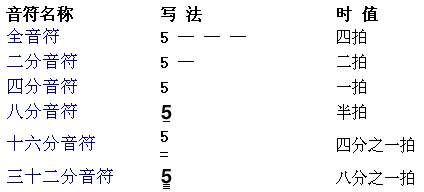 音符名称 写 法 时 值
全音符 5 — — — 四拍
二分音符 5 — 二拍
四分音符 5 一拍
八分音符 5 半拍
十六分音符 5 四分之一拍
三十二分音符 5 八分之一拍